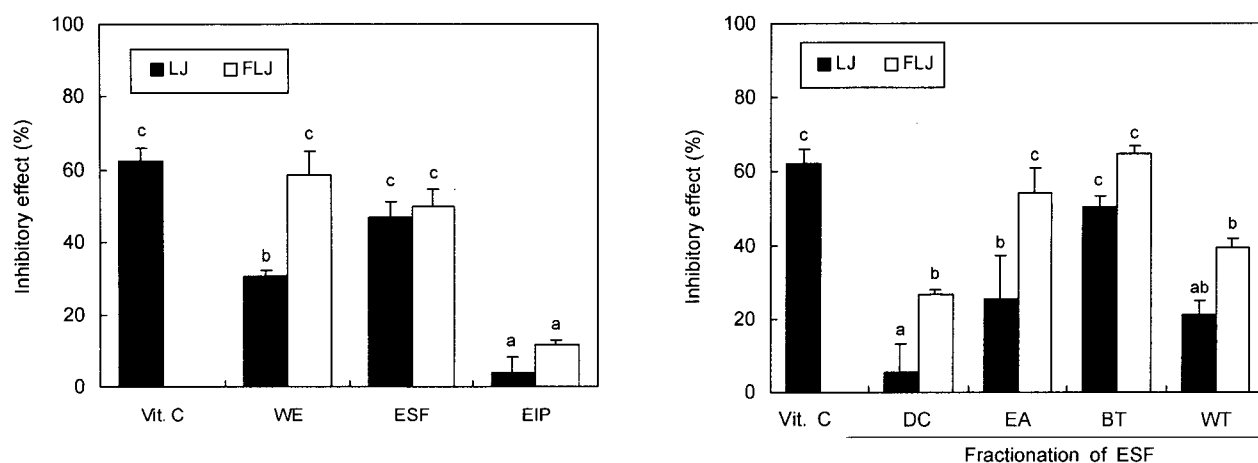 100
80
60
40
20
0
Inhibitory effect (%)
LJ FLJ
c
b
c
c
c
a
a
Vit. C WE ESF EIP
100
80
60
40
20
0
Inhibitory effect (%)
LJ FLJ
c
a
b
b
c
c
c
ab
b
Vit. C DC EA BT WT
Fractionation of ESF